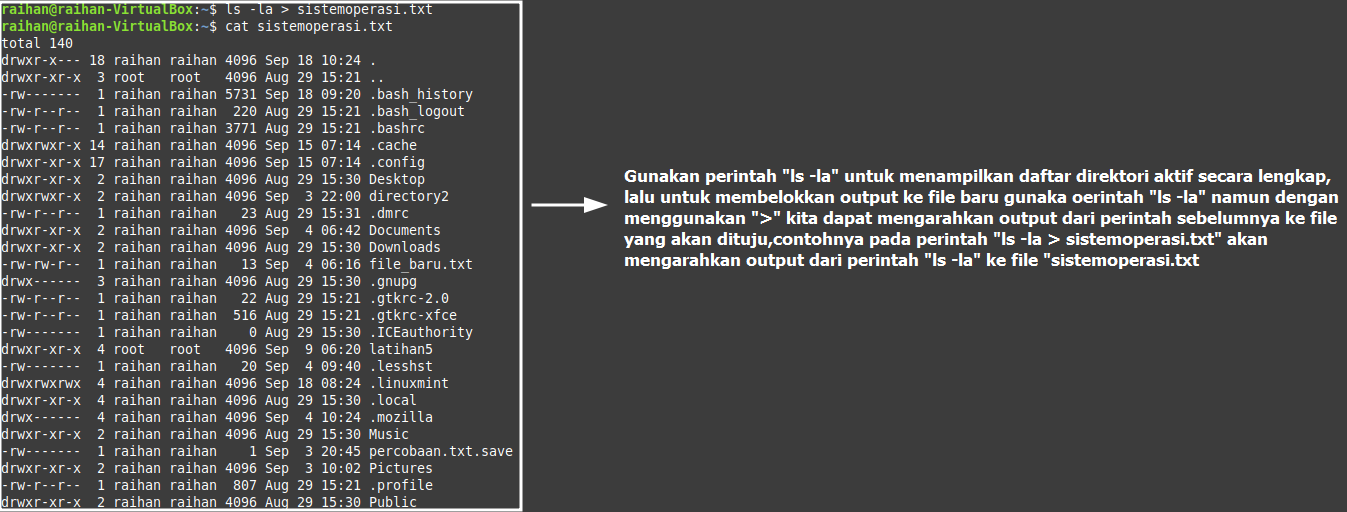 raihan@raihan-VirtualBox:~$ ls -la > sistemoperasi.txt
raihan@raihan-VirtualBox:~$ cat sistemoperasi.txt
total 140
drwxr-x--- 18 raihan raihan 4096 Sep 18 10:24 .
drwxr-xr-x  3 root   root   4096 Aug 29 15:21 ..
-rw-------  1 raihan raihan 5731 Sep 18 09:20 .bash_history
-rw-r--r--  1 raihan raihan  220 Aug 29 15:21 .bash_logout
-rw-r--r--  1 raihan raihan 3771 Aug 29 15:21 .bashrc
drwxrwxr-x 14 raihan raihan 4096 Sep 15 07:14 .cache
drwxr-xr-x 17 raihan raihan 4096 Sep 15 07:14 .config
drwxr-xr-x  2 raihan raihan 4096 Aug 29 15:30 Desktop
drwxrwxr-x  2 raihan raihan 4096 Sep  3 22:00 directory2
-rw-r--r--  1 raihan raihan   23 Aug 29 15:31 .dmrc
drwxr-xr-x  2 raihan raihan 4096 Sep  4 06:42 Documents
drwxr-xr-x  2 raihan raihan 4096 Aug 29 15:30 Downloads
-rw-rw-r--  1 raihan raihan   13 Sep  4 06:16 file_baru.txt
drwx------  3 raihan raihan 4096 Aug 29 15:30 .gnupg
-rw-r--r--  1 raihan raihan   22 Aug 29 15:21 .gtkrc-2.0
-rw-r--r--  1 raihan raihan  516 Aug 29 15:21 .gtkrc-xfce
-rw-------  1 raihan raihan    0 Aug 29 15:30 .ICEauthority
drwxr-xr-x  4 root   root   4096 Sep  9 06:20 latihan5
-rw-------  1 raihan raihan   20 Sep  4 09:40 .lesshst
drwxrwxrwx  4 raihan raihan 4096 Sep 18 08:24 .linuxmint
drwxr-xr-x  4 raihan raihan 4096 Aug 29 15:30 .local
drwx------  4 raihan raihan 4096 Sep  4 10:24 .mozilla
drwxr-xr-x  2 raihan raihan 4096 Aug 29 15:30 Music
-rw-------  1 raihan raihan    1 Sep  3 20:45 percobaan.txt.save
drwxr-xr-x  2 raihan raihan 4096 Sep  3 10:02 Pictures
-rw-r--r--  1 raihan raihan  807 Aug 29 15:21 .profile
drwxr-xr-x  2 raihan raihan 4096 Aug 29 15:30 Public
Gunakan perintah "ls -la" untuk menampilkan daftar direktori aktif secara lengkap,
lalu untuk membelokkan output ke file baru gunaka oerintah "ls -la" namun dengan
menggunakan ">" kita dapat mengarahkan output dari perintah sebelumnya ke file
yang akan dituju,contohnya pada perintah "ls -la > sistemoperasi.txt" akan
mengarahkan output dari perintah "ls -la" ke file "sistemoperasi.txt